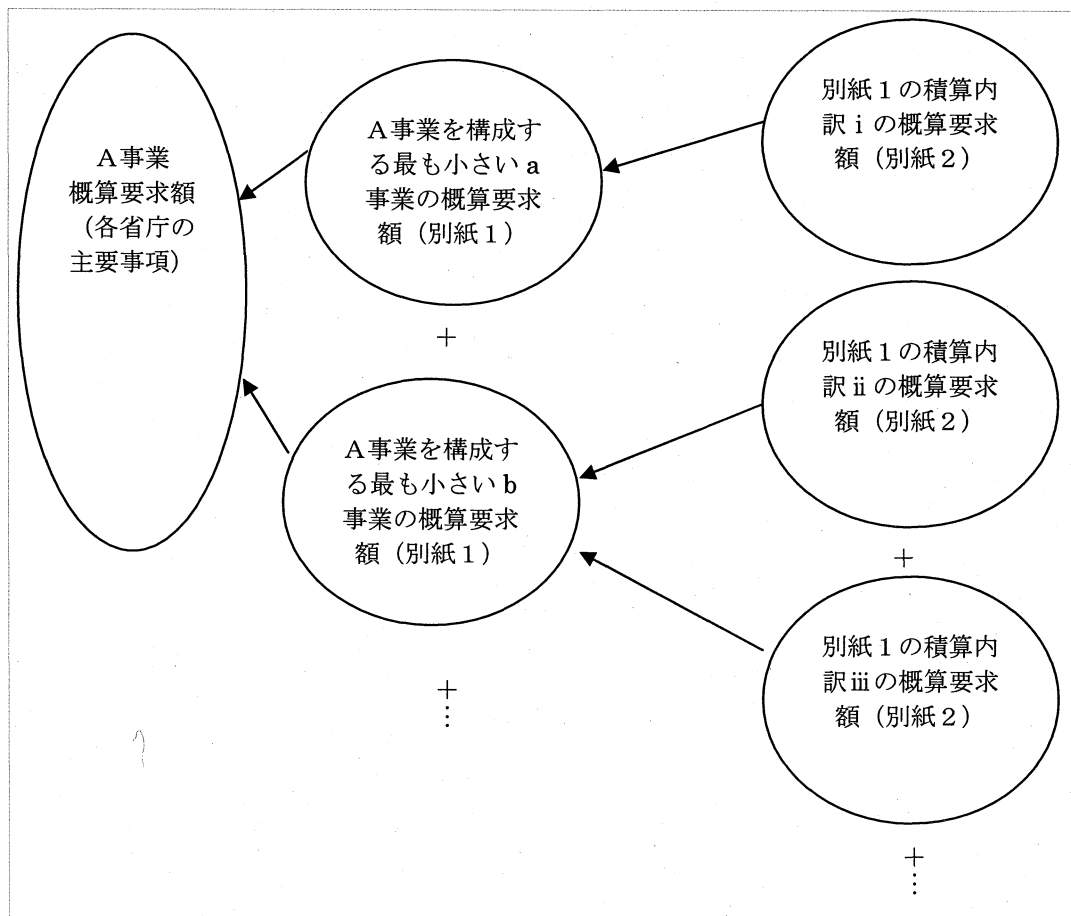 A事業
概算要求額
（各省庁の
主要事項）
A事業を構成す
る最も小さい a
事業の概算要求
額（別紙１）
＋
A事業を構成す
る最も小さい b
事業の概算要求
額（別紙１）
＋
⋮
別紙１の積算内
訳ⅰの概算要求
額（別紙２）
別紙１の積算内
訳ⅱの概算要求
額（別紙２）
＋
別紙１の積算内
訳ⅲの概算要求
額（別紙２）
＋
⋮